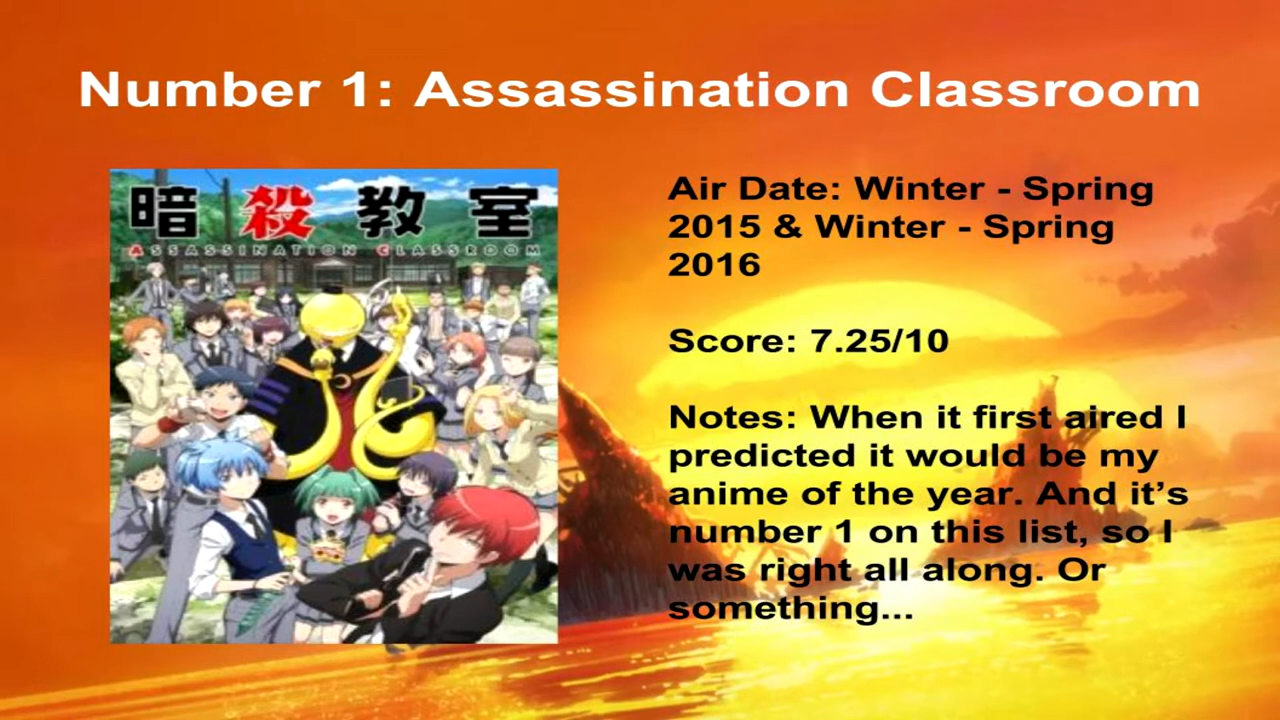 Number 1: Assassination Classroom
暗殺教室
ASSASSINATION CLASSROOM
Air Date: Winter - Spring
2015 & Winter - Spring
2016
Score: 7.25/10
Notes: When it first aired I
predicted it would be my
anime of the year. And it’s
number 1 on this list, so I
was right all along. Or
something...